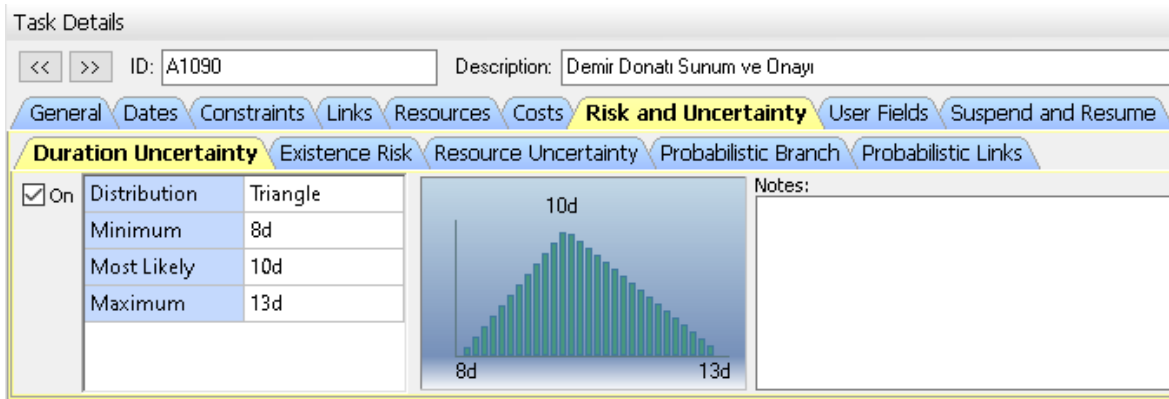 Task Details
<< >> ID: A1090 Description: Demir Donatı Sunum ve Onayı
General Dates Constraints Links Resources Costs Risk and Uncertainty User Fields Suspend and Resume
Duration Uncertainty Existence Risk Resource Uncertainty Probabilistic Branch Probabilistic Links
On Distribution Triangle
Minimum 8d
Most Likely 10d
Maximum 13d
10d
8d 13d
Notes: